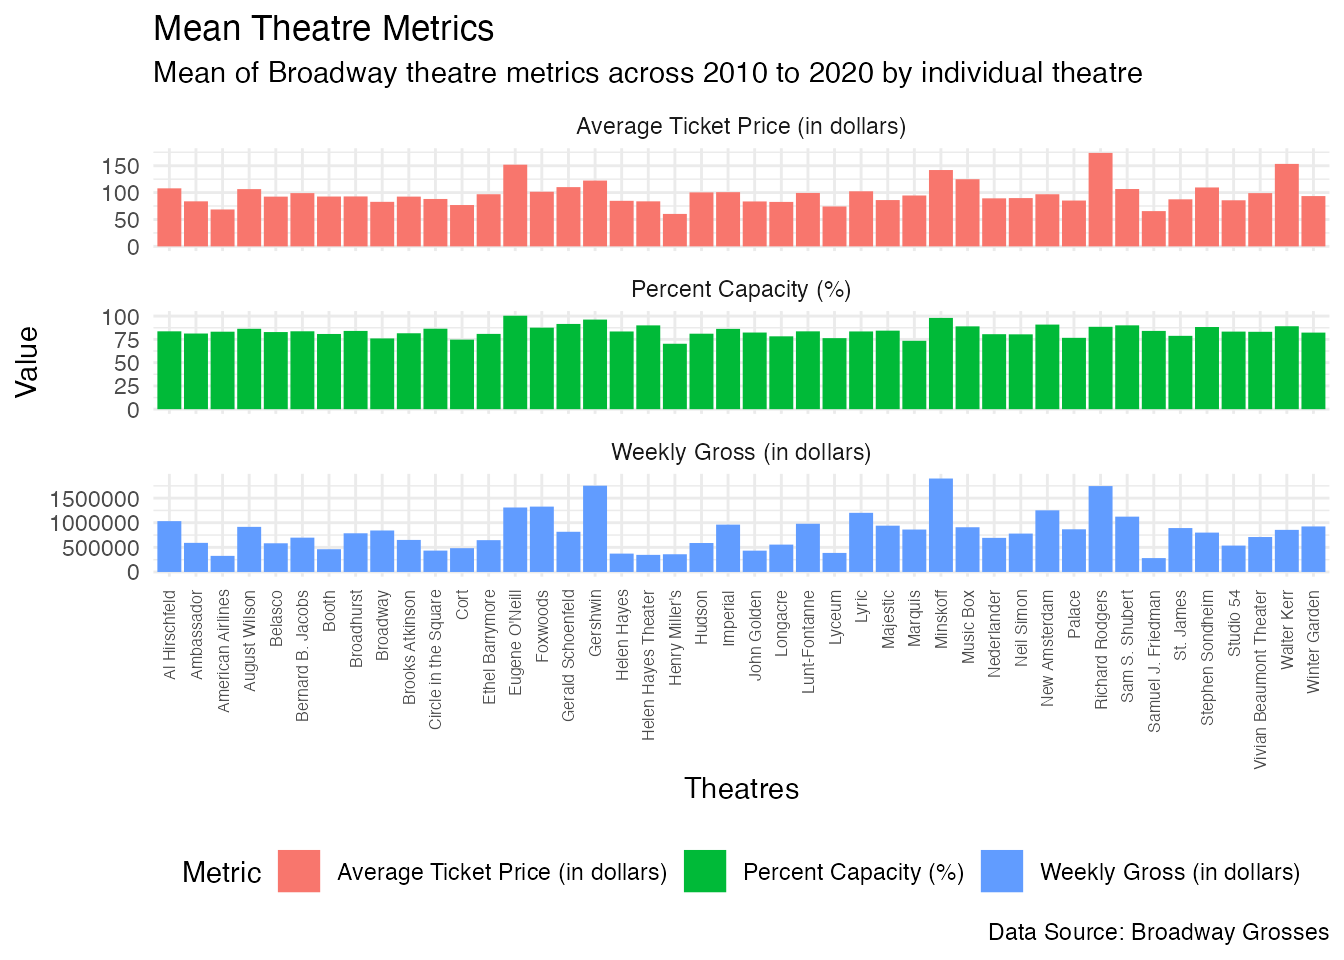 Mean Theatre Metrics
Mean of Broadway theatre metrics across 2010 to 2020 by individual theatre
Average Ticket Price (in dollars)
150
100
50
0
Percent Capacity (%)
100
75
50
25
0
Value
Weekly Gross (in dollars)
1500000
1000000
500000
0
Al Hirschfeld
Ambassador
American Airlines
August Wilson
Belasco
Bernard B. Jacobs
Booth
Broadhurst
Broadway
Brooks Atkinson
Circle in the Square
Cort
Ethel Barrymore
Eugene O'Neill
Foxwoods
Gerald Schoenfeld
Gershwin
Helen Hayes
Helen Hayes Theater
Henry Miller's
Hudson
Imperial
John Golden
Longacre
Lunt-Fontanne
Lyceum
Lyric
Majestic
Marquis
Minskoff
Music Box
Nederlander
Neil Simon
New Amsterdam
Palace
Richard Rodgers
Sam S. Shubert
Samuel J. Friedman
St. James
Stephen Sondheim
Studio 54
Vivian Beaumont Theater
Walter Kerr
Winter Garden
Theatres
Metric
Average Ticket Price (in dollars)
Percent Capacity (%)
Weekly Gross (in dollars)
Data Source: Broadway Grosses